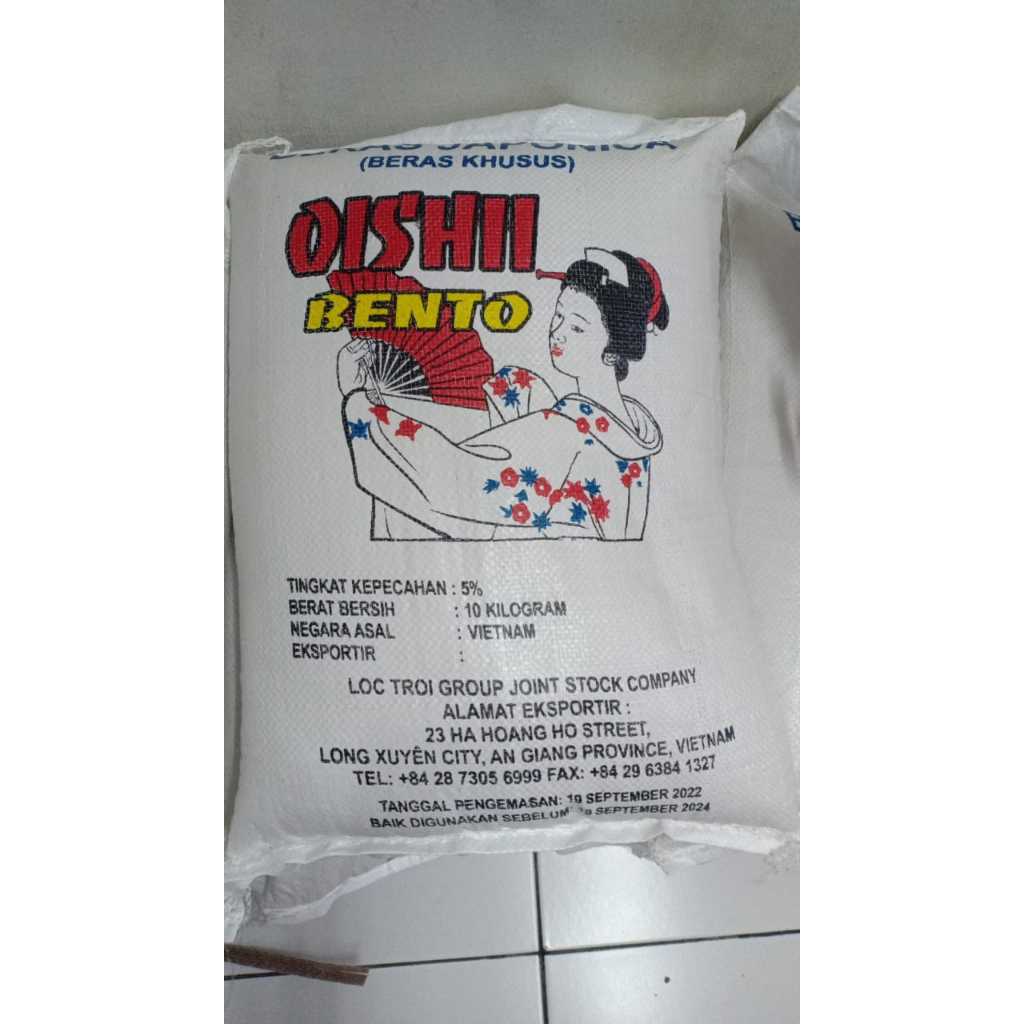 BERAS JAPONICA
(BERAS KHUSUS)
OISHII
BENTO
TINGKAT KEPECAHAN : 5%
BERAT BERSIH : 10 KILOGRAM
NEGARA ASAL : VIETNAM
EKSPORTIR :
LOC TROI GROUP JOINT STOCK COMPANY
ALAMAT EKSPORTIR :
23 HA HOANG HO STREET,
LONG XUYÊN CITY, AN GIANG PROVINCE, VIETNAM
TEL: +84 28 7305 6999 FAX: +84 29 6384 1327
TANGGAL PENGEMASAN: 19 SEPTEMBER 2022
BAIK DIGUNAKAN SEBELUM: SEPTEMBER 2024